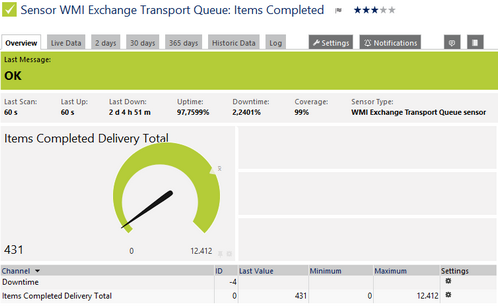 Sensor WMI Exchange Transport Queue: Items Completed
Overview Live Data 2 days 30 days 365 days Historic Data Log Settings Notifications
Last Message:
OK
Last Scan: Last Up: Last Down: Uptime: Downtime: Coverage: Sensor Type:
60 s 60 s 2 d 4 h 51 m 97,7599% 2,2401% 99% WMI Exchange Transport Queue sensor
Items Completed Delivery Total
431 0 12.412
Channel ID Last Value Minimum Maximum Settings
Downtime -4
Items Completed Delivery Total 0 431 0 12.412